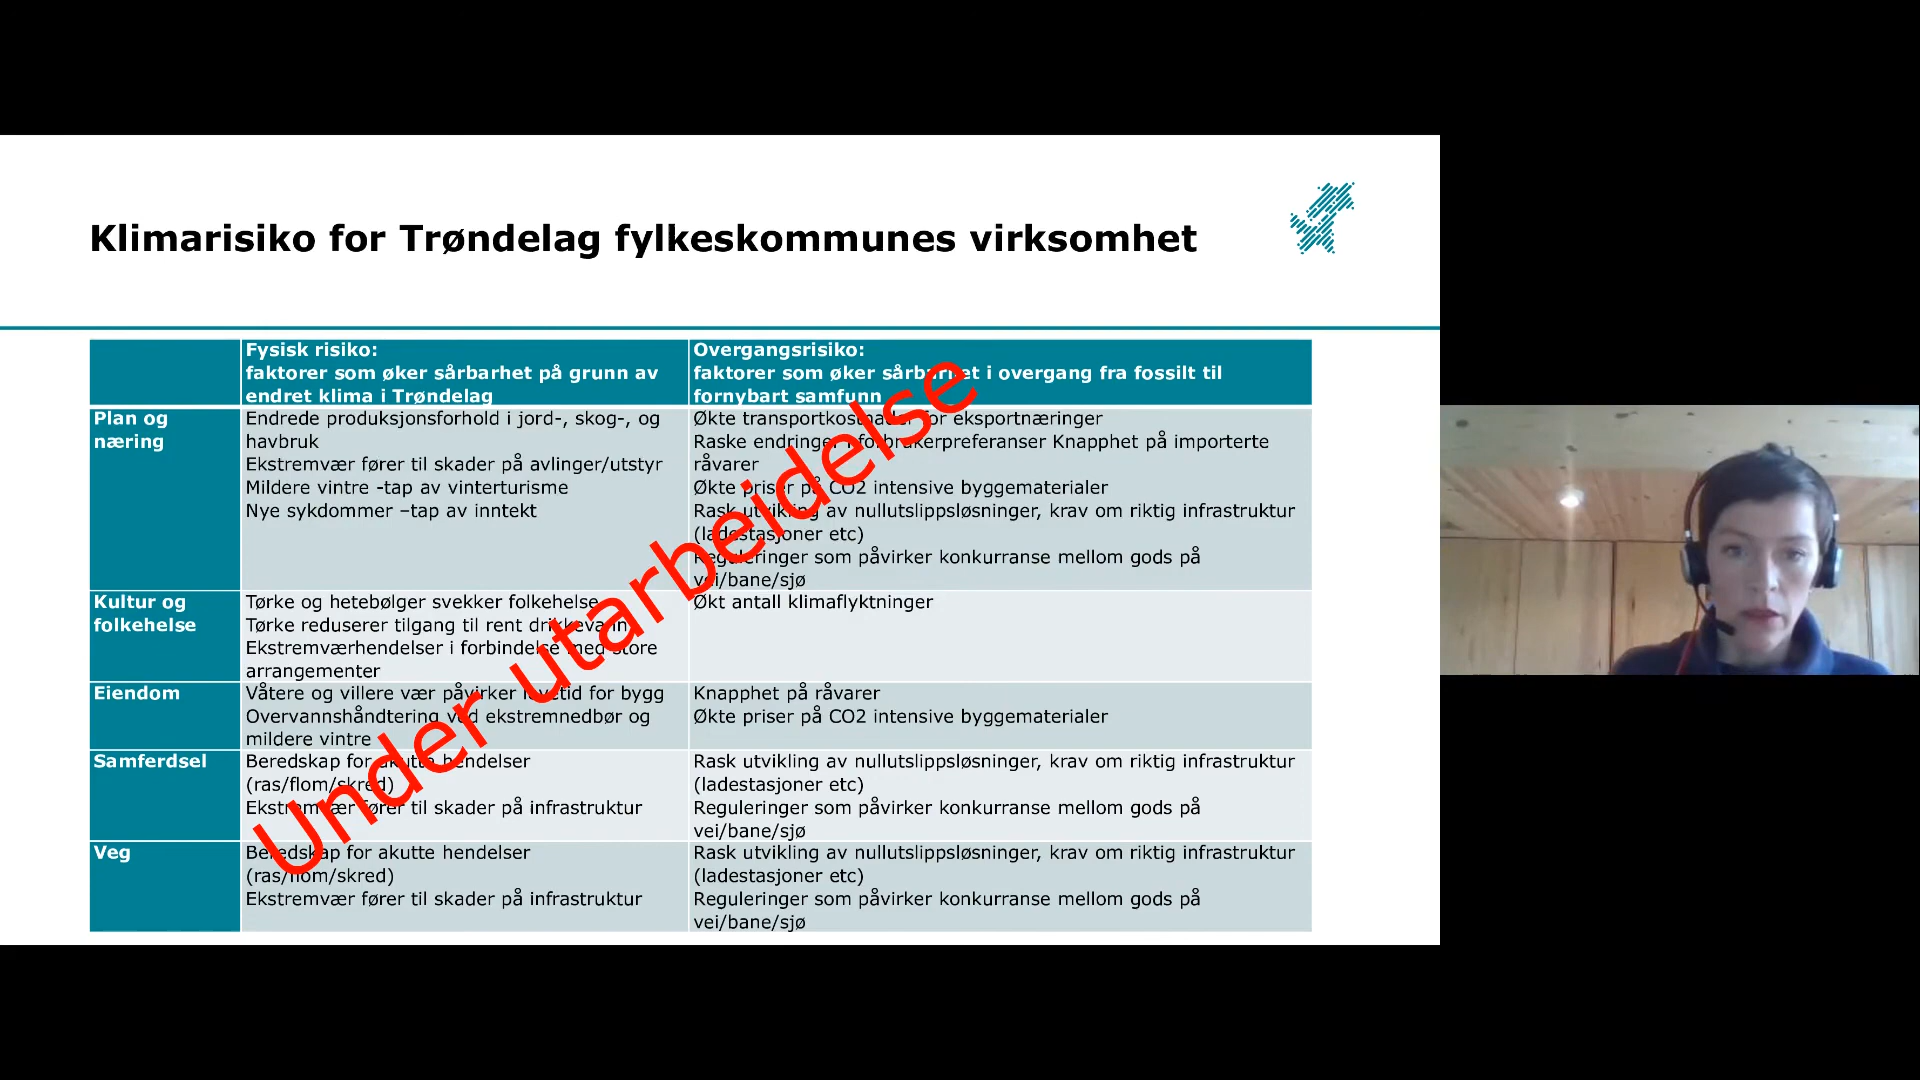 Klimarisiko for Trøndelag fylkeskommunes virksomhet
Fysisk risiko:
faktorer som øker sårbarhet på grunn av
endret klima i Trøndelag
Overgangsrisiko:
faktorer som øker sårbarhet i overgang fra fossilt til
fornybart samfunn
Plan og
næring
Endrede produksjonsforhold i jord-, skog-, og
havbruk
Ekstremvær fører til skader på avlinger/utstyr
Mildere vintre -tap av vinterturisme
Nye sykdommer –tap av inntekt
Økte transportkostnader for eksportnæringer
Raske endringer i forbrukerpreferanser Knapphet på importerte
råvarer
Økte priser på CO2 intensive byggematerialer
Rask utvikling av nullutslippsløsninger, krav om riktig infrastruktur
(ladestasjoner etc)
Reguleringer som påvirker konkurranse mellom gods på
vei/bane/sjø
Kultur og
folkehelse
Tørke og hetebølger svekker folkehelse
Tørke reduserer tilgang til rent drikkevann
Ekstremværhendelser i forbindelse med store
arrangementer
Økt antall klimaflyktninger
Eiendom
Våtere og villere vær påvirker levetid for bygg
Overvannshåndtering ved ekstremnedbør og
mildere vintre
Knapphet på råvarer
Økte priser på CO2 intensive byggematerialer
Samferdsel
Beredskap for akutte hendelser
(ras/flom/skred)
Ekstremvær fører til skader på infrastruktur
Rask utvikling av nullutslippsløsninger, krav om riktig infrastruktur
(ladestasjoner etc)
Reguleringer som påvirker konkurranse mellom gods på
vei/bane/sjø
Veg
Beredskap for akutte hendelser
(ras/flom/skred)
Ekstremvær fører til skader på infrastruktur
Rask utvikling av nullutslippsløsninger, krav om riktig infrastruktur
(ladestasjoner etc)
Reguleringer som påvirker konkurranse mellom gods på
vei/bane/sjø
Under utarbeidelse